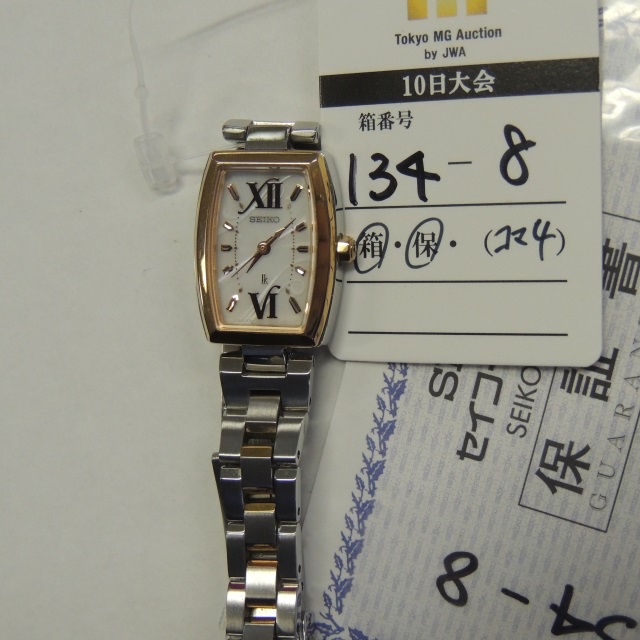 Tokyo MG Auction
by JWA
10日大会
箱番号
134-8
箱・保・(コマ4)
XII
SEIKO
VI
セイコ
SEIKO
保証書
GUARAN
8